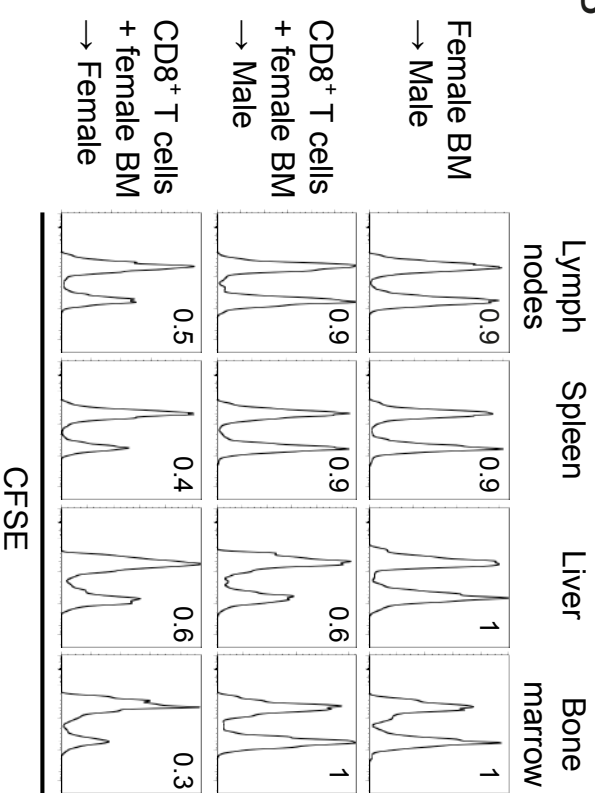 Lymph
nodes
Spleen
Liver
Bone
marrow
Female BM
→ Male
0.9
0.9
1
1
CD8⁺ T cells
+ female BM
→ Male
0.9
0.9
0.6
1
CD8⁺ T cells
+ female BM
→ Female
0.5
0.4
0.6
0.3
CFSE